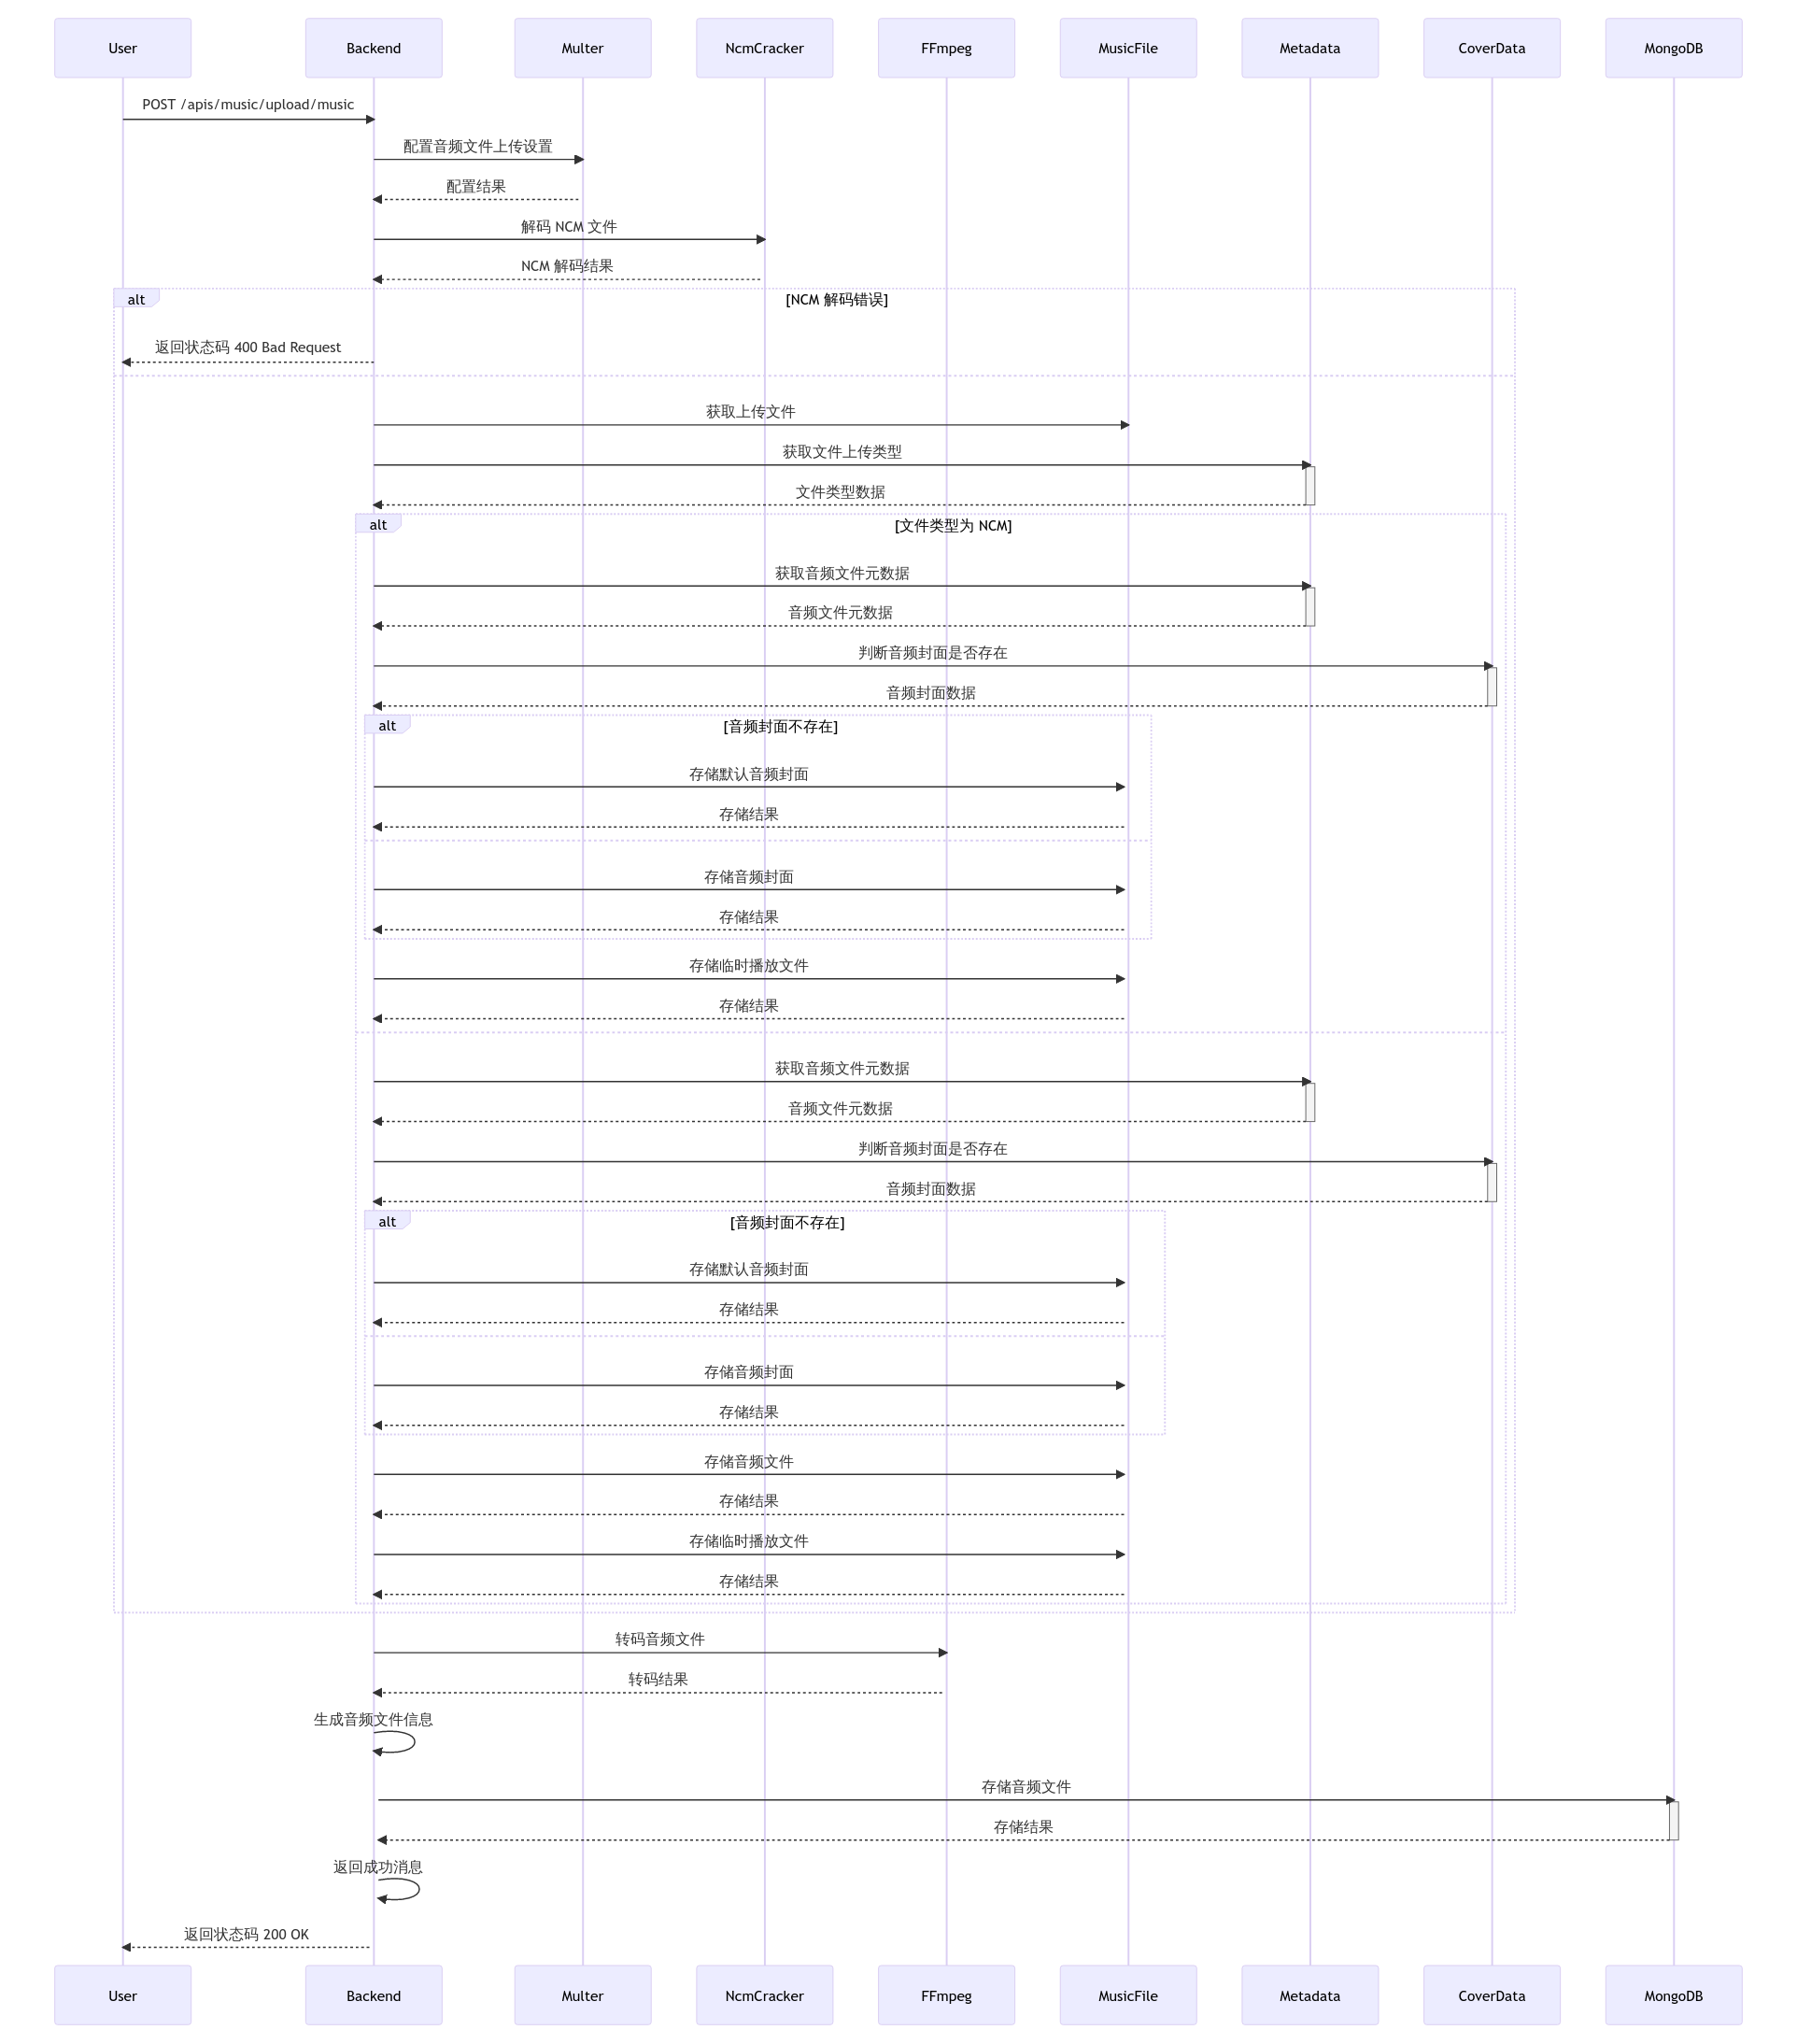 User
Backend
Multer
NcmCracker
FFmpeg
MusicFile
Metadata
CoverData
MongoDB
POST /apis/music/upload/music
配置音频文件上传设置
配置结果
解码 NCM 文件
NCM 解码结果
alt
[NCM 解码错误]
返回状态码 400 Bad Request
获取上传文件
获取文件上传类型
文件类型数据
alt
[文件类型为 NCM]
获取音频文件元数据
音频文件元数据
判断音频封面是否存在
音频封面数据
alt
[音频封面不存在]
存储默认音频封面
存储结果
存储音频封面
存储结果
存储临时播放文件
存储结果
获取音频文件元数据
音频文件元数据
判断音频封面是否存在
音频封面数据
alt
[音频封面不存在]
存储默认音频封面
存储结果
存储音频封面
存储结果
存储音频文件
存储结果
存储临时播放文件
存储结果
转码音频文件
转码结果
生成音频文件信息
存储音频文件
存储结果
返回成功消息
返回状态码 200 OK
User
Backend
Multer
NcmCracker
FFmpeg
MusicFile
Metadata
CoverData
MongoDB